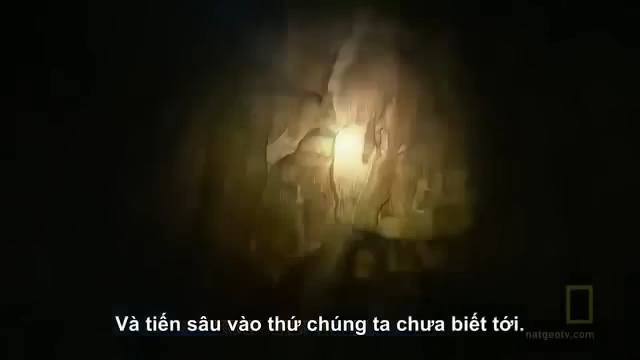 Và tiến sâu vào thứ chúng ta chưa biết tới.
natgeotv.com